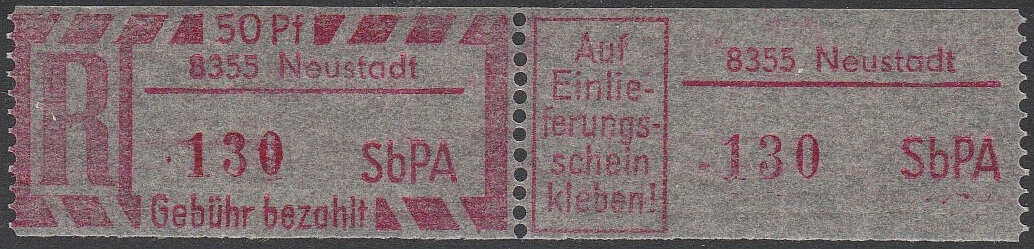 50 Pf
R
8355 Neustadt
130 SbPA
Gebühr bezahlt
Auf
Einlie-
ferungs-
schein
kleben!
8355 Neustadt
130 SbPA